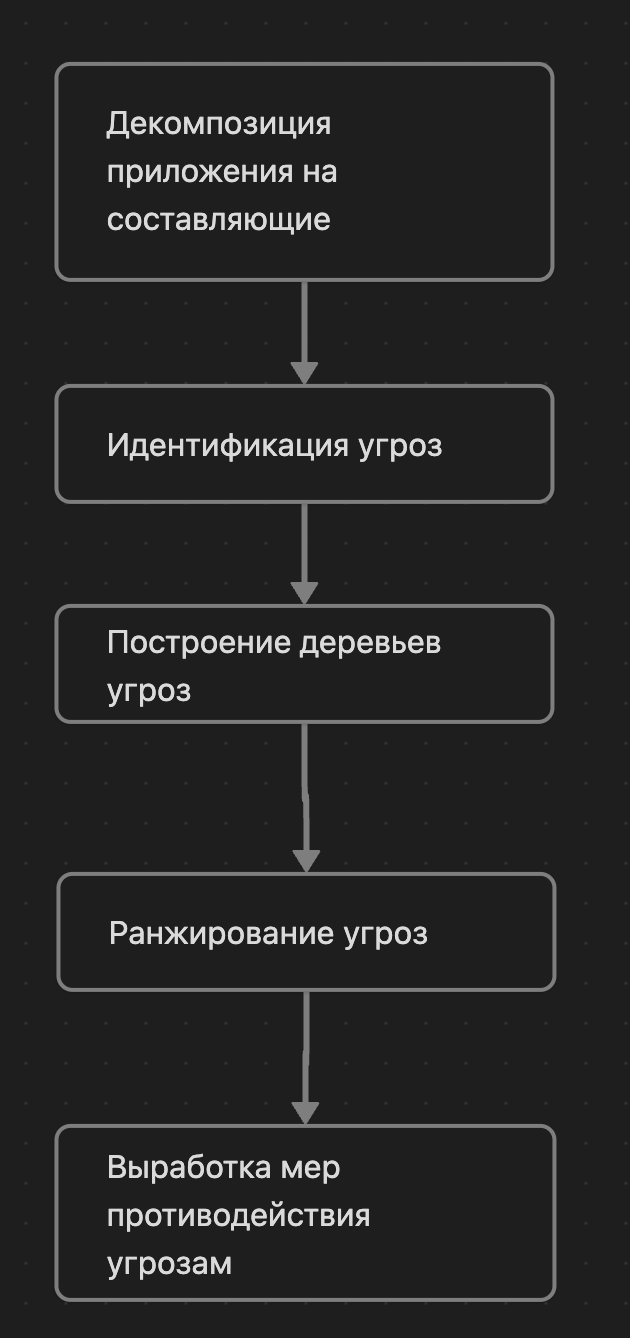 Декомпозиция
приложения на
составляющие
Идентификация угроз
Построение деревьев
угроз
Ранжирование угроз
Выработка мер
противодействия
угрозам